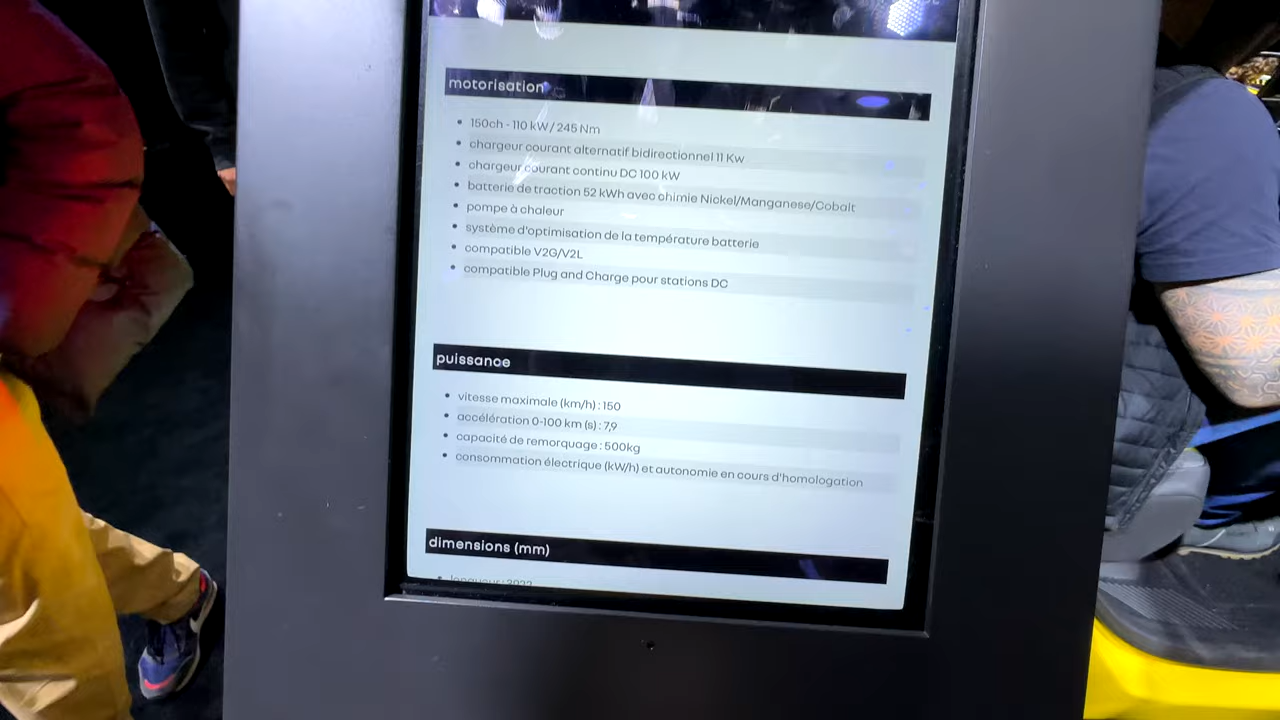 motorisation
150ch - 110 kW / 245 Nm
chargeur courant alternatif bidirectionnel 11 Kw
chargeur courant continu DC 100 kW
batterie de traction 52 kWh avec chimie Nickel/Manganese/Cobalt
pompe à chaleur
système d'optimisation de la température batterie
compatible V2G/V2L
compatible Plug and Charge pour stations DC
puissance
vitesse maximale (km/h) : 150
accélération 0-100 km (s) : 7,9
capacité de remorquage : 500kg
consommation électrique (kW/h) et autonomie en cours d'homologation
dimensions (mm)
longueur : 3922